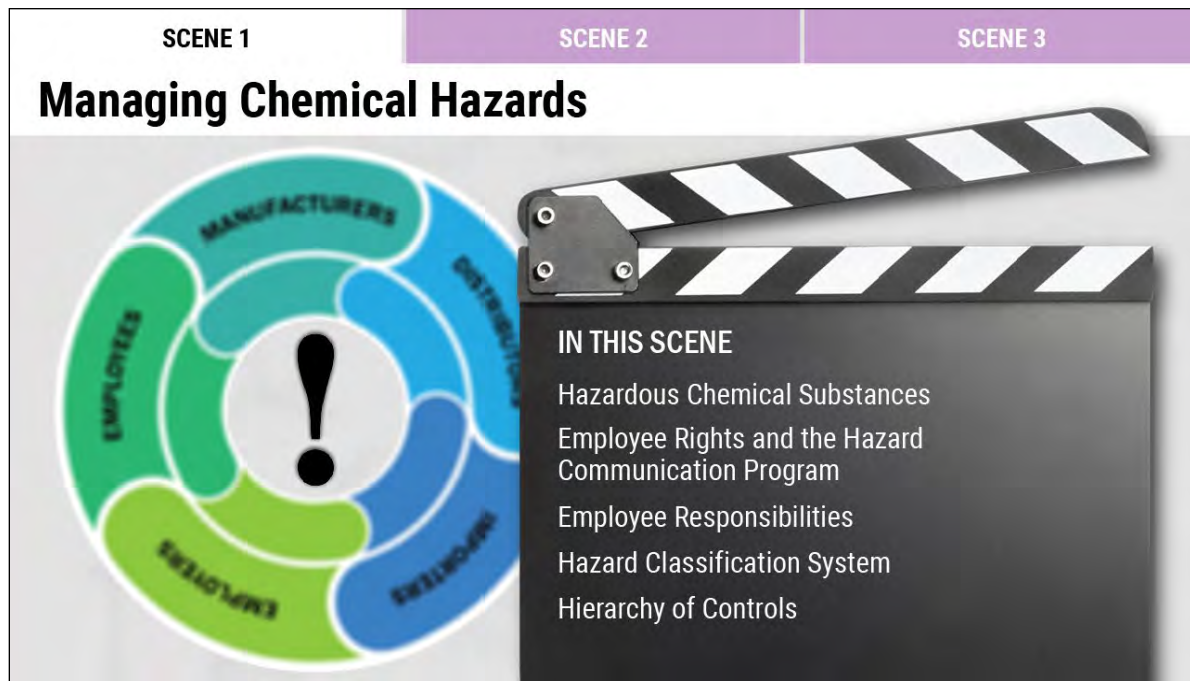 SCENE 1
SCENE 2
SCENE 3
Managing Chemical Hazards
MANUFACTURERS
DISTRIBUTORS
IMPORTERS
EMPLOYERS
EMPLOYEES
IN THIS SCENE
Hazardous Chemical Substances
Employee Rights and the Hazard
Communication Program
Employee Responsibilities
Hazard Classification System
Hierarchy of Controls